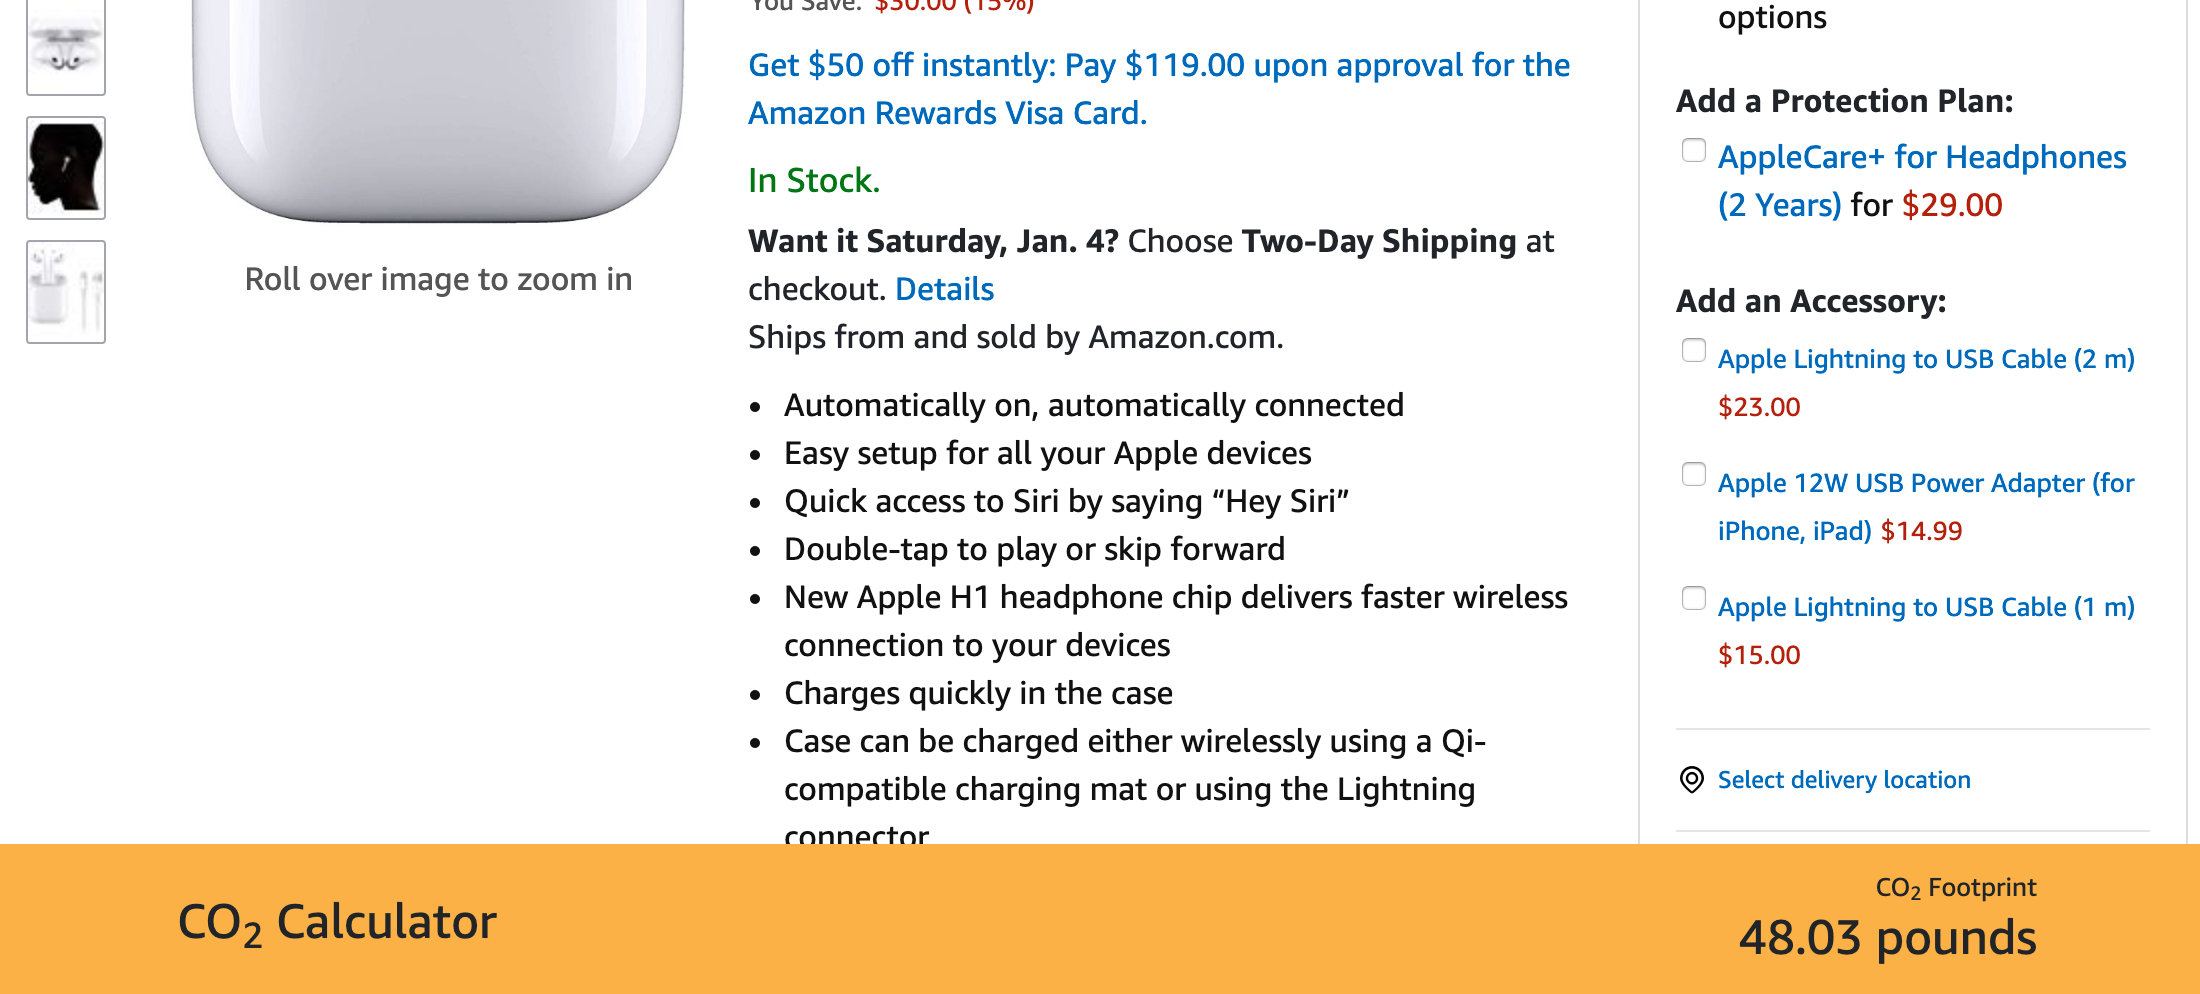 You Save: $30.00 (15%)
Get $50 off instantly: Pay $119.00 upon approval for the
Amazon Rewards Visa Card.
In Stock.
Want it Saturday, Jan. 4? Choose Two-Day Shipping at
checkout. Details
Ships from and sold by Amazon.com.
• Automatically on, automatically connected
• Easy setup for all your Apple devices
• Quick access to Siri by saying “Hey Siri”
• Double-tap to play or skip forward
• New Apple H1 headphone chip delivers faster wireless
connection to your devices
• Charges quickly in the case
• Case can be charged either wirelessly using a Qi-
compatible charging mat or using the Lightning
connector
Roll over image to zoom in
options
Add a Protection Plan:
AppleCare+ for Headphones
(2 Years) for $29.00
Add an Accessory:
Apple Lightning to USB Cable (2 m)
$23.00
Apple 12W USB Power Adapter (for
iPhone, iPad) $14.99
Apple Lightning to USB Cable (1 m)
$15.00
Select delivery location
CO₂ Calculator
CO₂ Footprint
48.03 pounds